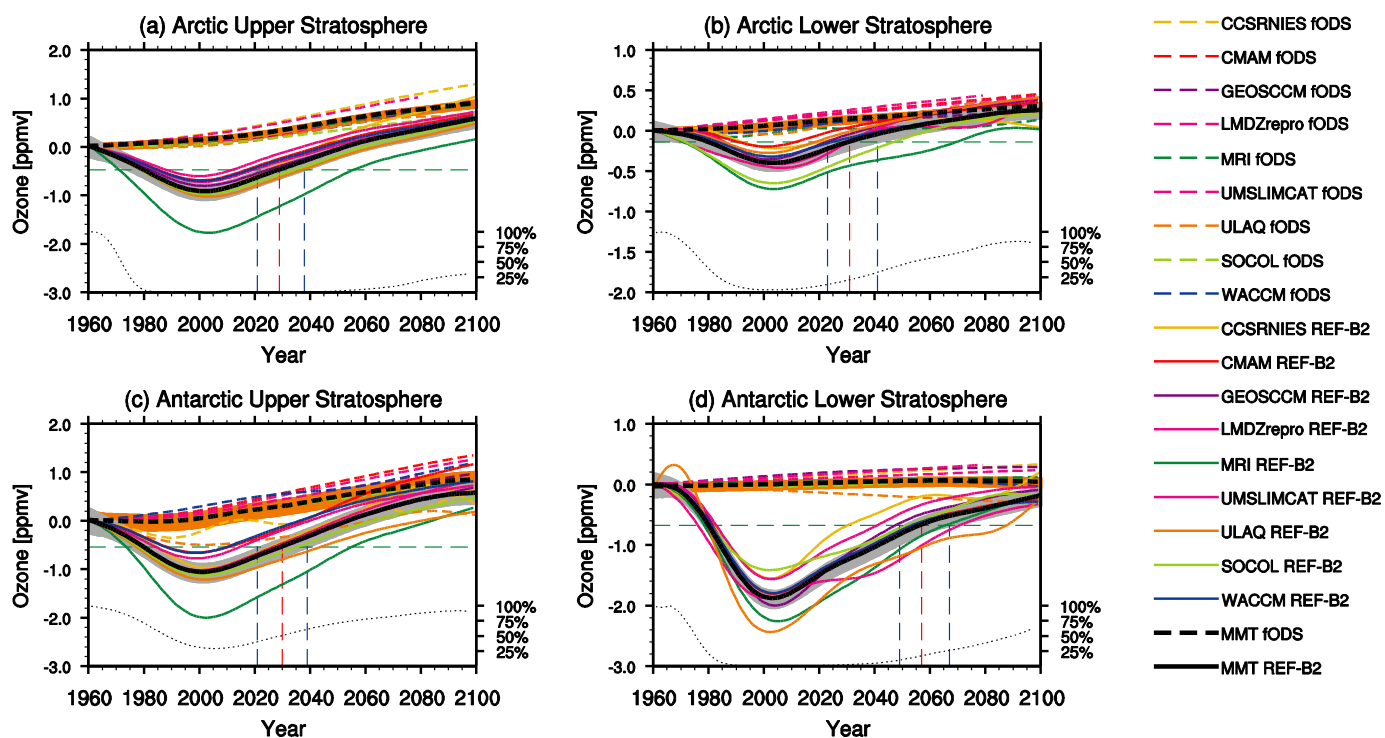 (a) Arctic Upper Stratosphere
2.0
1.0
0.0
-1.0
-2.0
-3.0
Ozone [ppmv]
100%
75%
50%
25%
1960 1980 2000 2020 2040 2060 2080 2100
Year
(b) Arctic Lower Stratosphere
1.0
0.5
0.0
-0.5
-1.0
-1.5
-2.0
Ozone [ppmv]
100%
75%
50%
25%
1960 1980 2000 2020 2040 2060 2080 2100
Year
(c) Antarctic Upper Stratosphere
2.0
1.0
0.0
-1.0
-2.0
-3.0
Ozone [ppmv]
100%
75%
50%
25%
1960 1980 2000 2020 2040 2060 2080 2100
Year
(d) Antarctic Lower Stratosphere
1.0
0.0
-1.0
-2.0
-3.0
Ozone [ppmv]
100%
75%
50%
25%
1960 1980 2000 2020 2040 2060 2080 2100
Year
CCSRNIES fODS
CMAM fODS
GEOSCCM fODS
LMDZrepro fODS
MRI fODS
UMSLIMCAT fODS
ULAQ fODS
SOCOL fODS
WACCM fODS
CCSRNIES REF-B2
CMAM REF-B2
GEOSCCM REF-B2
LMDZrepro REF-B2
MRI REF-B2
UMSLIMCAT REF-B2
ULAQ REF-B2
SOCOL REF-B2
WACCM REF-B2
MMT fODS
MMT REF-B2